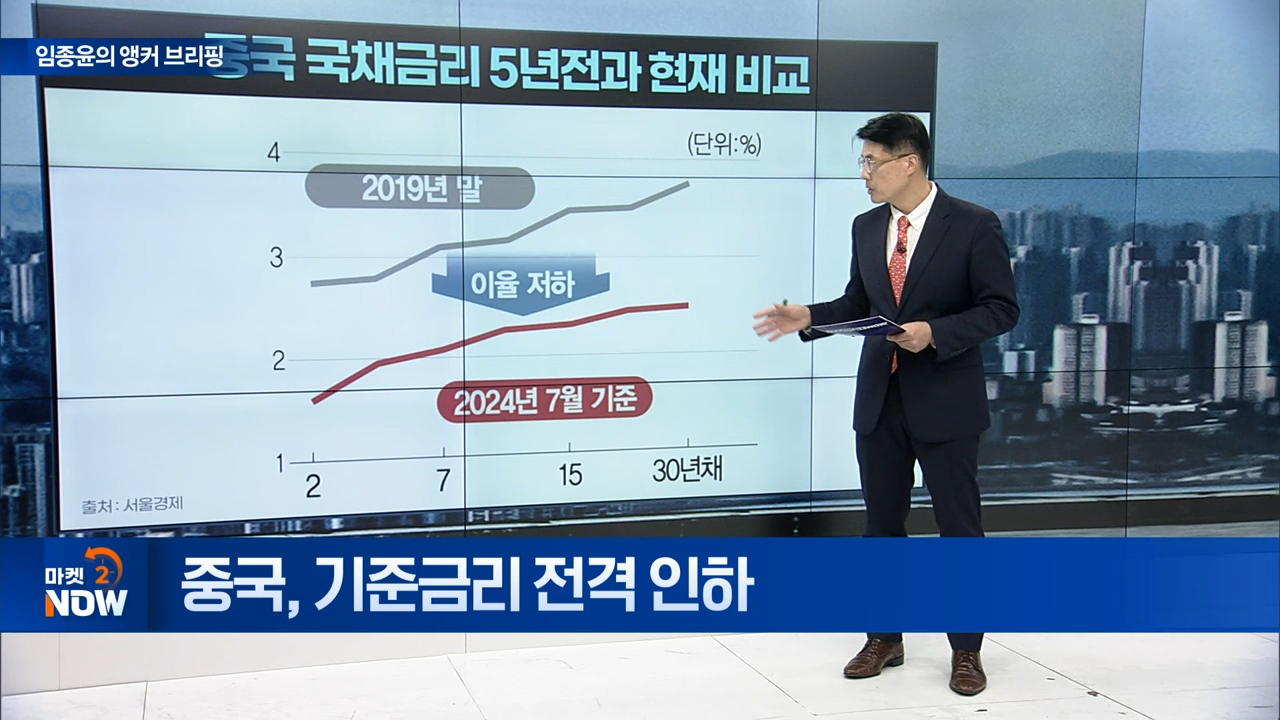 임종윤의 앵커 브리핑
중국 국채금리 5년전과 현재 비교
(단위:%)
4
2019년 말
3
이율 저하
2
2024년 7월 기준
1
2
7
15
30년채
출처 : 서울경제
마켓 2
NOW
중국, 기준금리 전격 인하